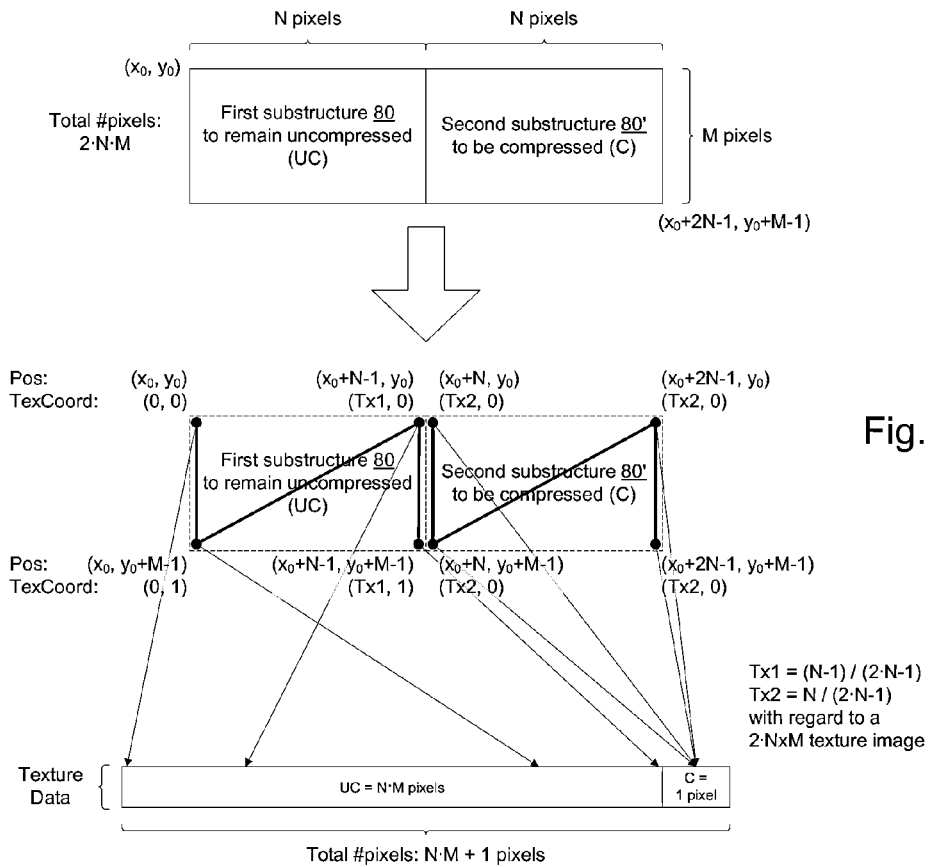 N pixels N pixels
(x₀, y₀)
Total #pixels:
2·N·M
First substructure 80
to remain uncompressed
(UC)
Second substructure 80'
to be compressed (C)
M pixels
(x₀+2N-1, y₀+M-1)
Pos: (x₀, y₀) (x₀+N-1, y₀) (x₀+N, y₀) (x₀+2N-1, y₀)
TexCoord: (0, 0) (Tx1, 0) (Tx2, 0) (Tx2, 0)
Fig.
First substructure 80
to remain uncompressed
(UC)
Second substructure 80'
to be compressed (C)
Pos: (x₀, y₀+M-1) (x₀+N-1, y₀+M-1) (x₀+N, y₀+M-1) (x₀+2N-1, y₀+M-1)
TexCoord: (0, 1) (Tx1, 1) (Tx2, 0) (Tx2, 0)
Tx1 = (N-1) / (2·N-1)
Tx2 = N / (2·N-1)
with regard to a
2·NxM texture image
Texture
Data
UC = N*M pixels
C =
1 pixel
Total #pixels: N·M + 1 pixels